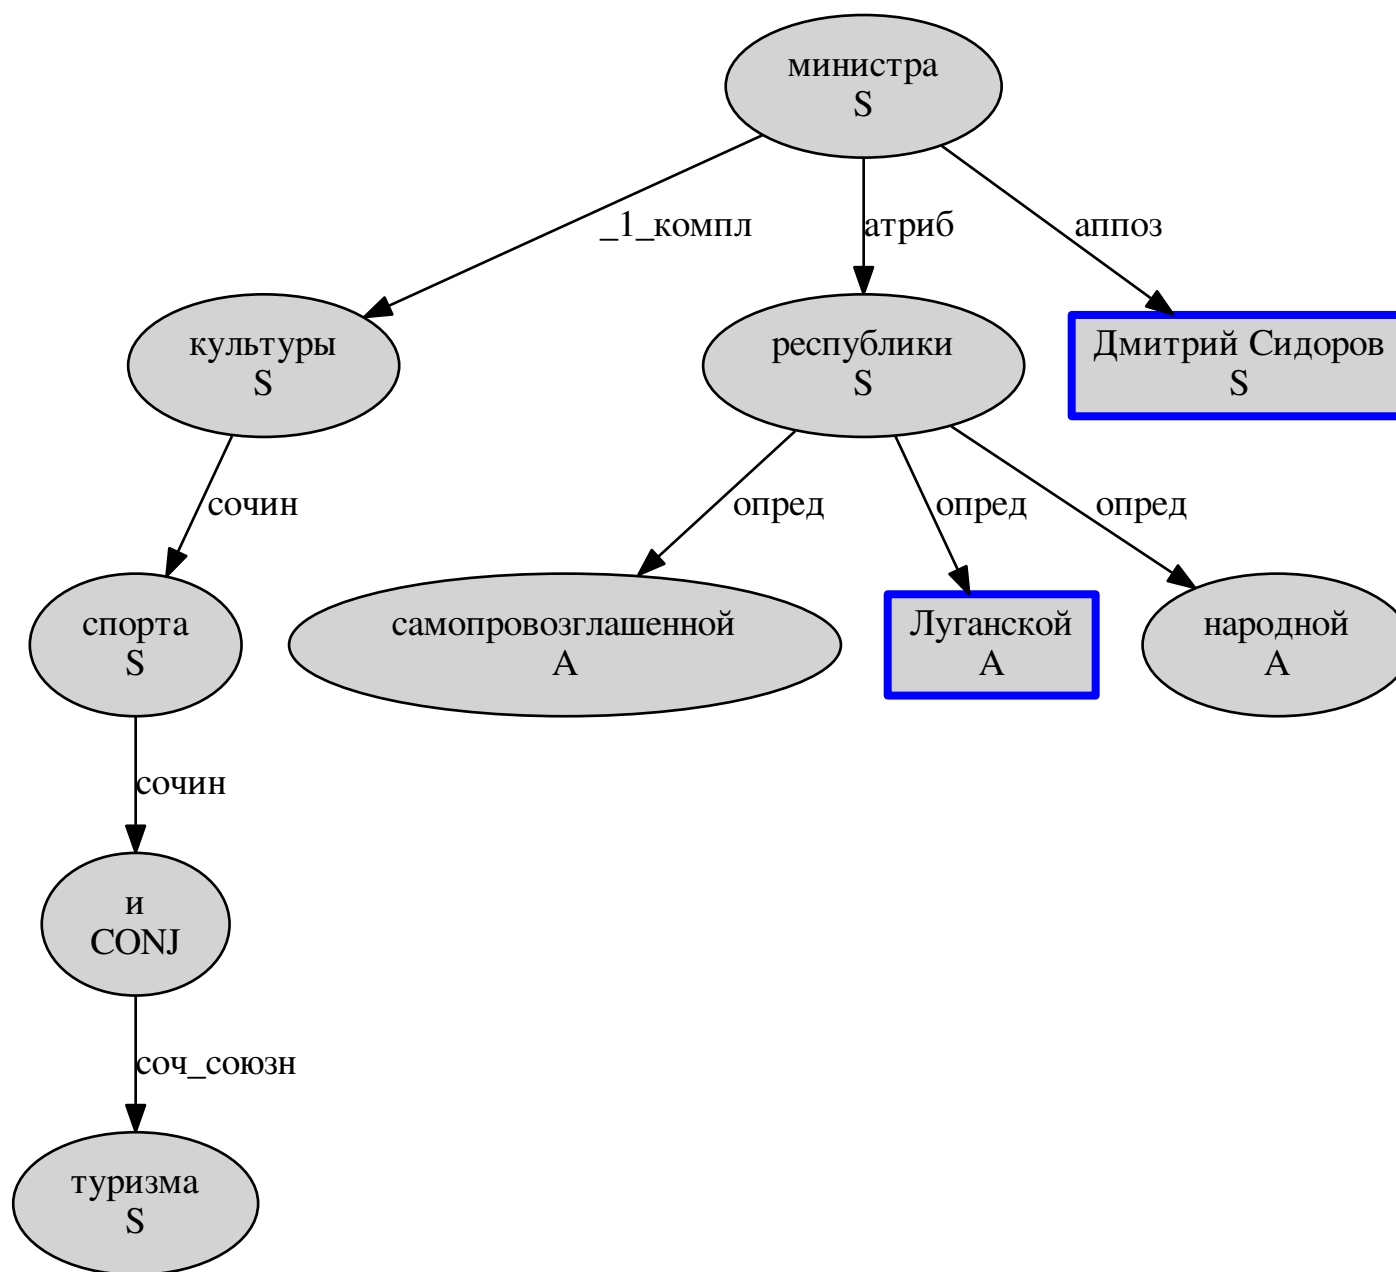 министра
S
_1_компл
атриб
аппоз
культуры
S
республики
S
Дмитрий Сидоров
S
сочин
опред
опред
опред
спорта
S
самопровозглашенной
A
Луганской
A
народной
A
сочин
и
CONJ
соч_союзн
туризма
S